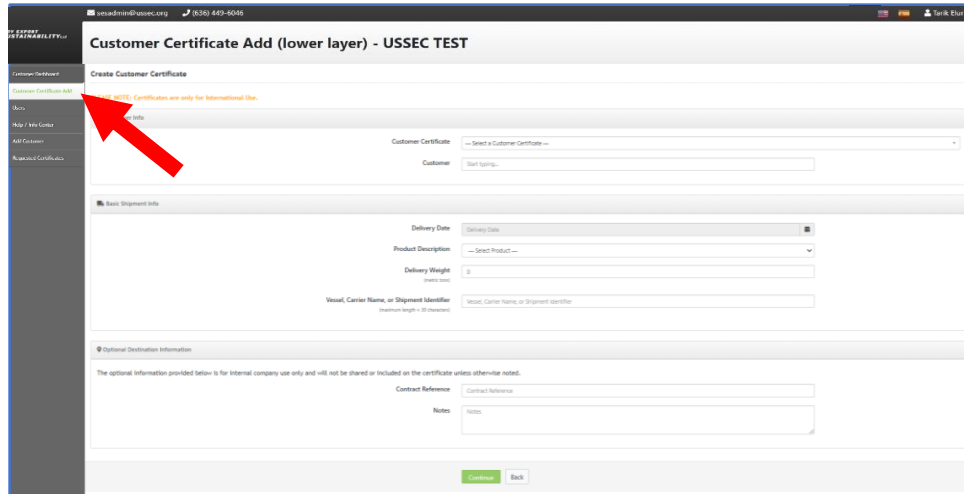 sesadmin@ussec.org (636) 449-6046 Tarik Elur
Y EXPORT
USTAINABILITY LLC
Customer Certificate Add (lower layer) - USSEC TEST
Customer Dashboard
Customer Certificate Add
Users
Help / Info Center
Add Customer
Requested Certificates
Create Customer Certificate
NOTE: Certificates are only for International Use.
Info
Customer Certificate
--- Select a Customer Certificate ---
Customer
Start typing...
Basic Shipment Info
Delivery Date
Delivery Date
Product Description
--- Select Product ---
Delivery Weight
(metric tons)
0
Vessel, Carrier Name, or Shipment Identifier
(maximum length = 30 characters)
Vessel, Carrier Name, or Shipment Identifier
Optional Destination Information
The optional information provided below is for internal company use only and will not be shared or included on the certificate unless otherwise noted.
Contract Reference
Contract Reference
Notes
Notes
Continue Back